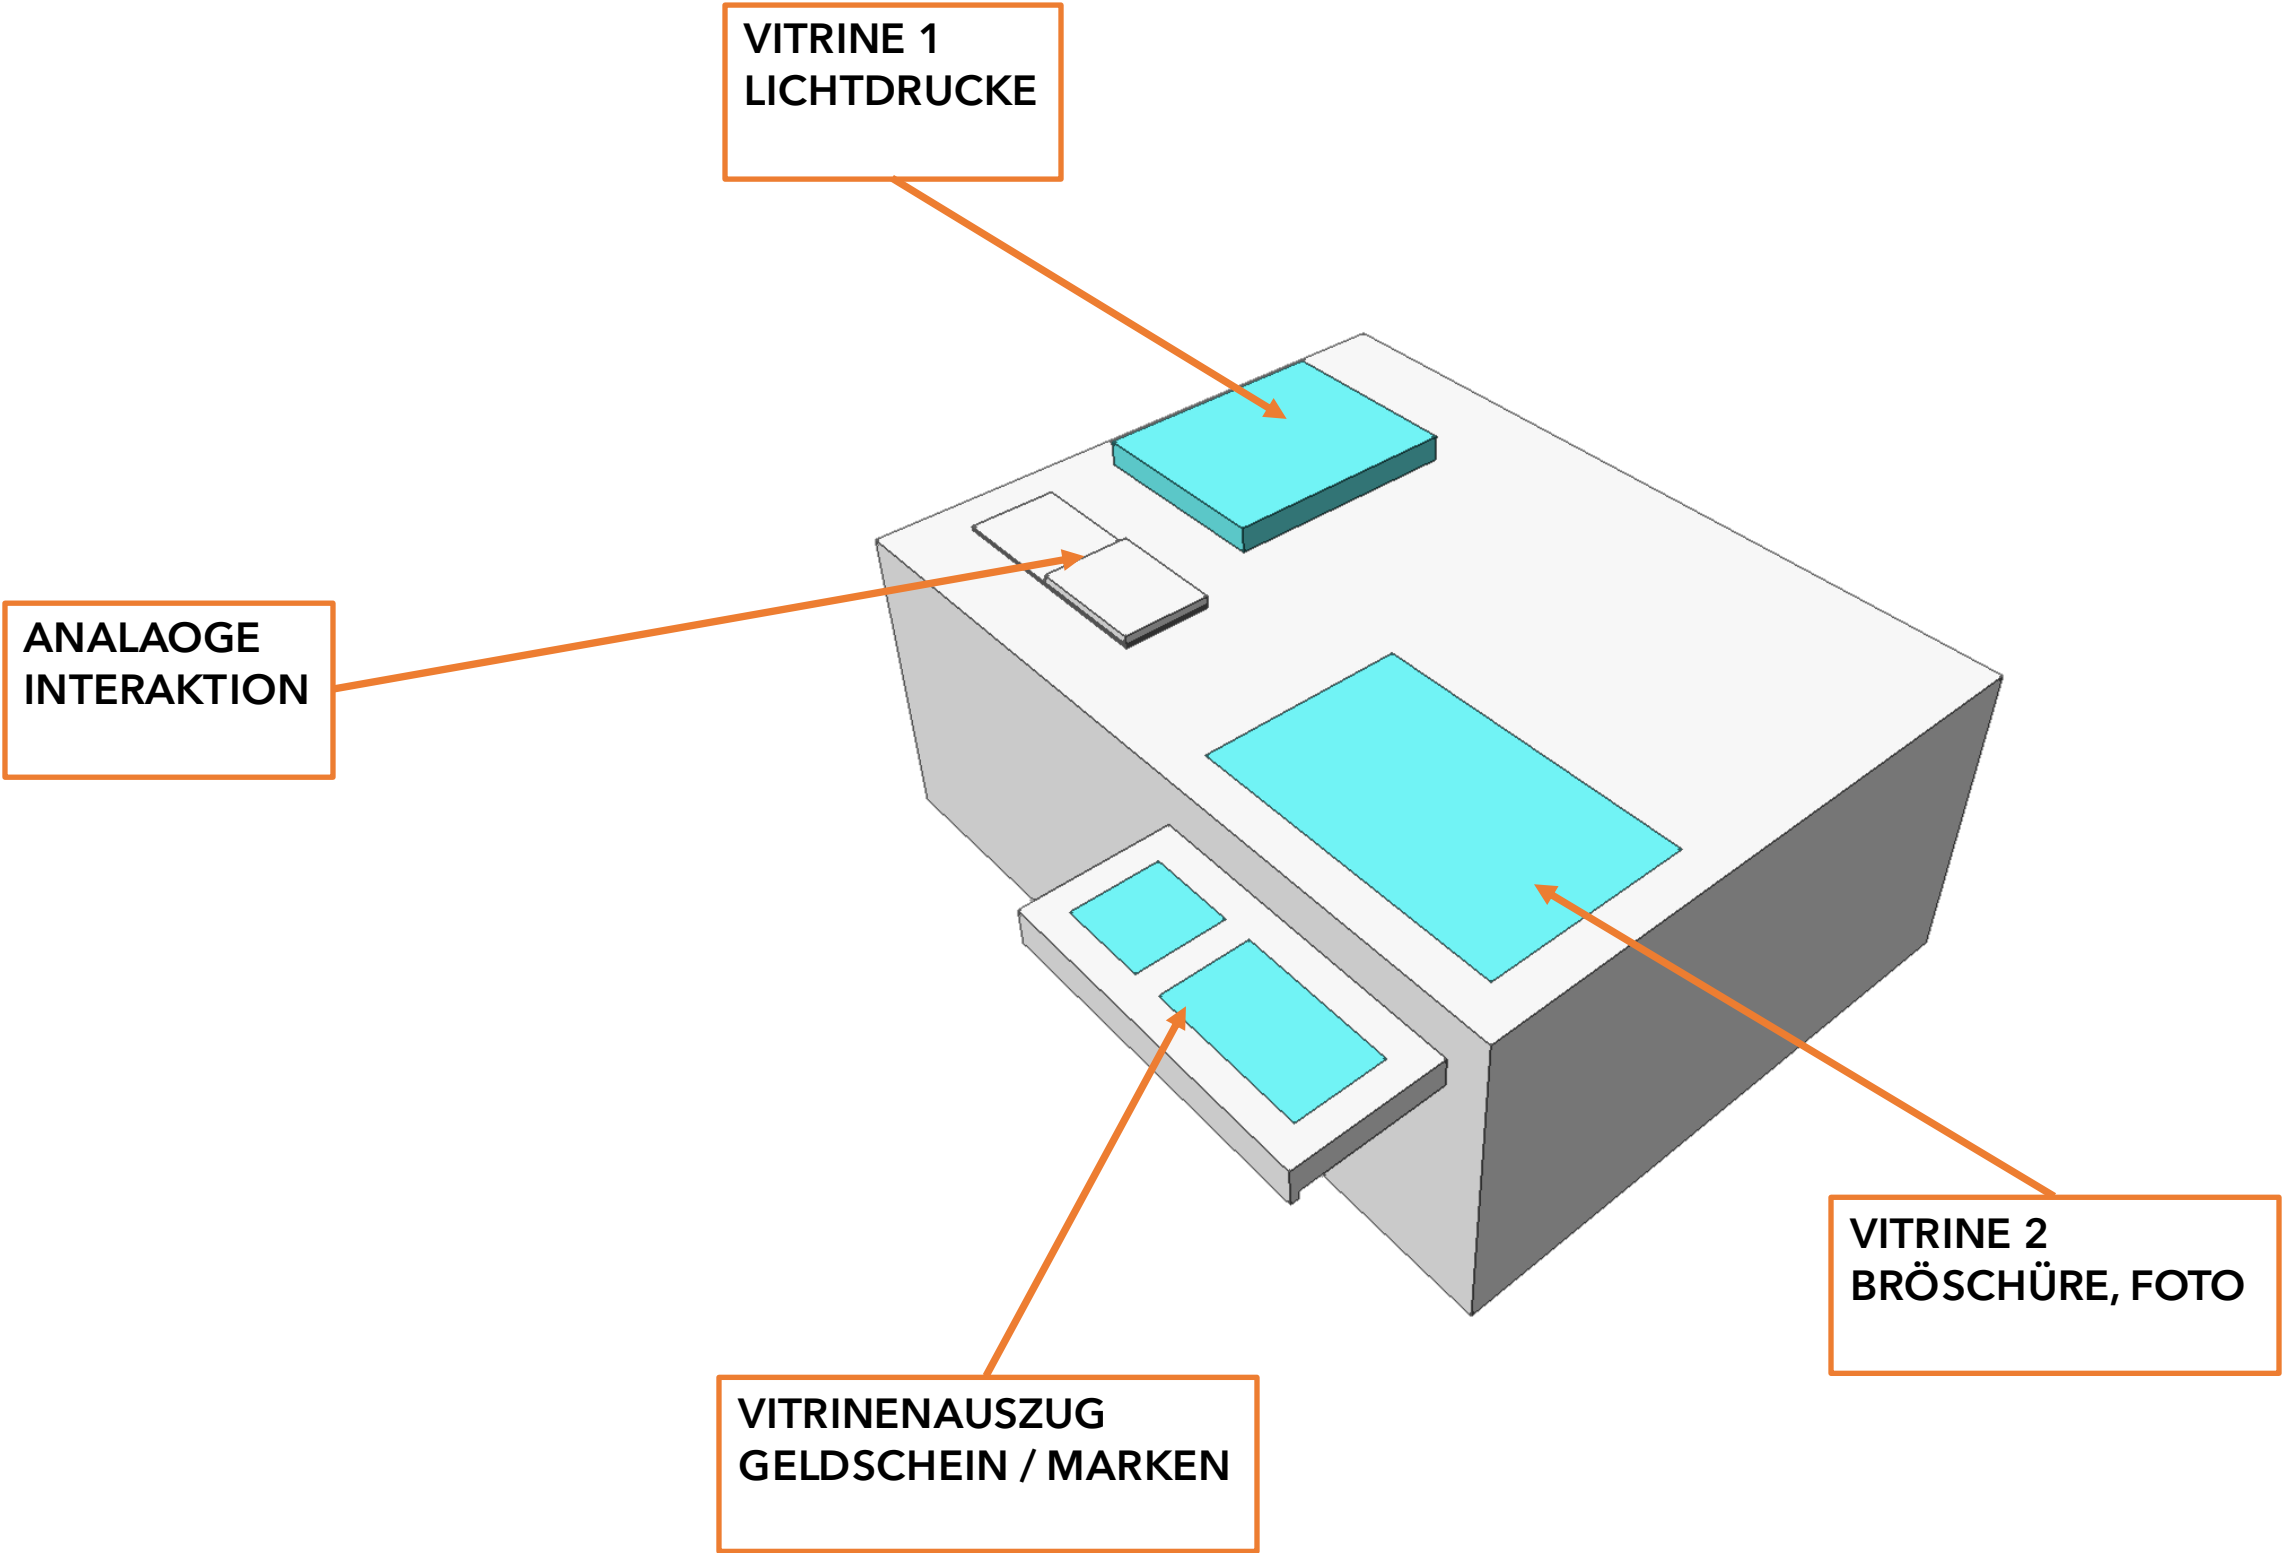 VITRINE 1
LICHTDRUCKE
ANALAOGE
INTERAKTION
VITRINE 2
BRÖSCHÜRE, FOTO
VITRINENAUSZUG
GELDSCHEIN / MARKEN